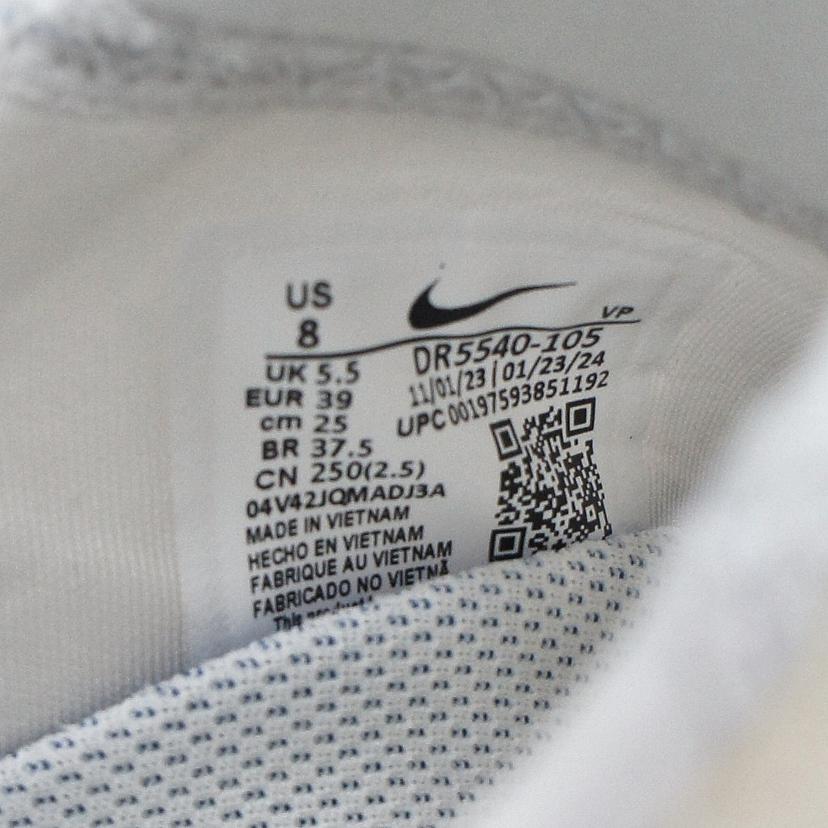 US
8
UK 5.5
EUR 39
cm 25
BR 37.5
CN 250(2.5)
04V42JQMADJ3A
MADE IN VIETNAM
HECHO EN VIETNAM
FABRIQUE AU VIETNAM
FABRICADO NO VIETNÃ
This product
VP
DR5540-105
11/01/23 | 01/23/24
UPC 00197593851192